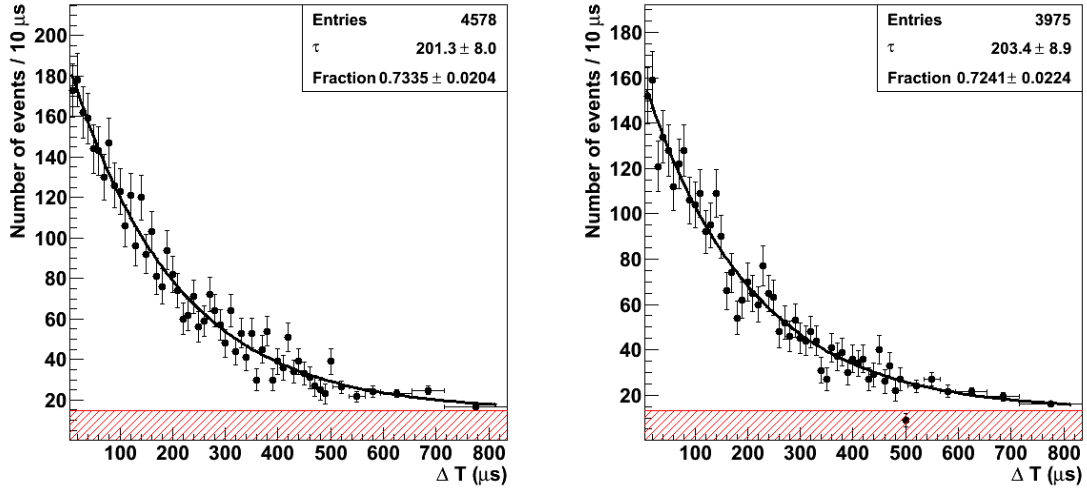 Number of events / 10 μs
200
180
160
140
120
100
80
60
40
20
Entries 4578
τ 201.3 ± 8.0
Fraction 0.7335 ± 0.0204
100 200 300 400 500 600 700 800
Δ T (μs)
Number of events / 10 μs
180
160
140
120
100
80
60
40
20
Entries 3975
τ 203.4 ± 8.9
Fraction 0.7241 ± 0.0224
100 200 300 400 500 600 700 800
Δ T (μs)